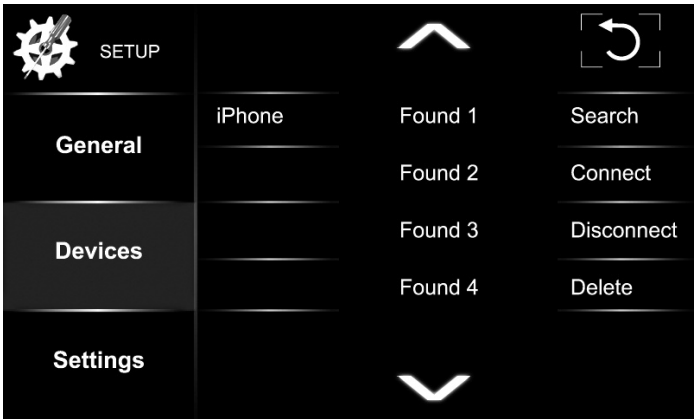 SETUP
General
Devices
Settings
iPhone
Found 1
Found 2
Found 3
Found 4
Search
Connect
Disconnect
Delete